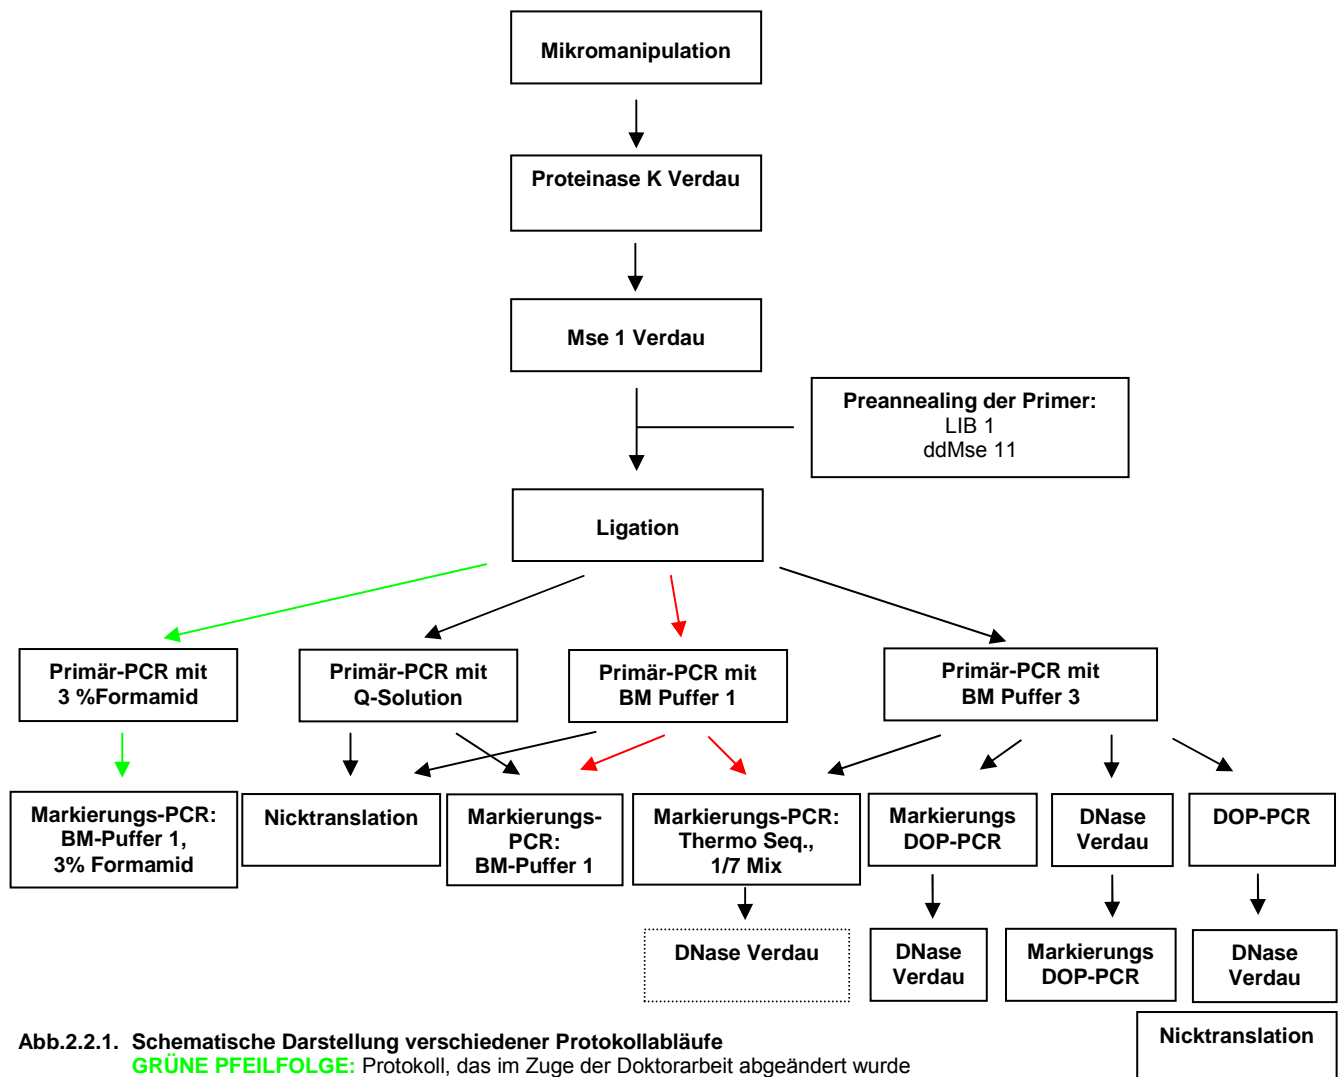 Mikromanipulation
Proteinase K Verdau
Mse 1 Verdau
Preannealing der Primer:
LIB 1
ddMse 11
Ligation
Primär-PCR mit
3 %Formamid
Primär-PCR mit
Q-Solution
Primär-PCR mit
BM Puffer 1
Primär-PCR mit
BM Puffer 3
Markierungs-PCR:
BM-Puffer 1,
3% Formamid
Nicktranslation
Markierungs-
PCR:
BM-Puffer 1
Markierungs-PCR:
Thermo Seq.,
1/7 Mix
Markierungs
DOP-PCR
DNase
Verdau
DOP-PCR
DNase Verdau
DNase
Verdau
Markierungs
DOP-PCR
DNase
Verdau
Nicktranslation
Abb.2.2.1. Schematische Darstellung verschiedener Protokollabläufe
GRÜNE PFEILFOLGE: Protokoll, das im Zuge der Doktorarbeit abgeändert wurde